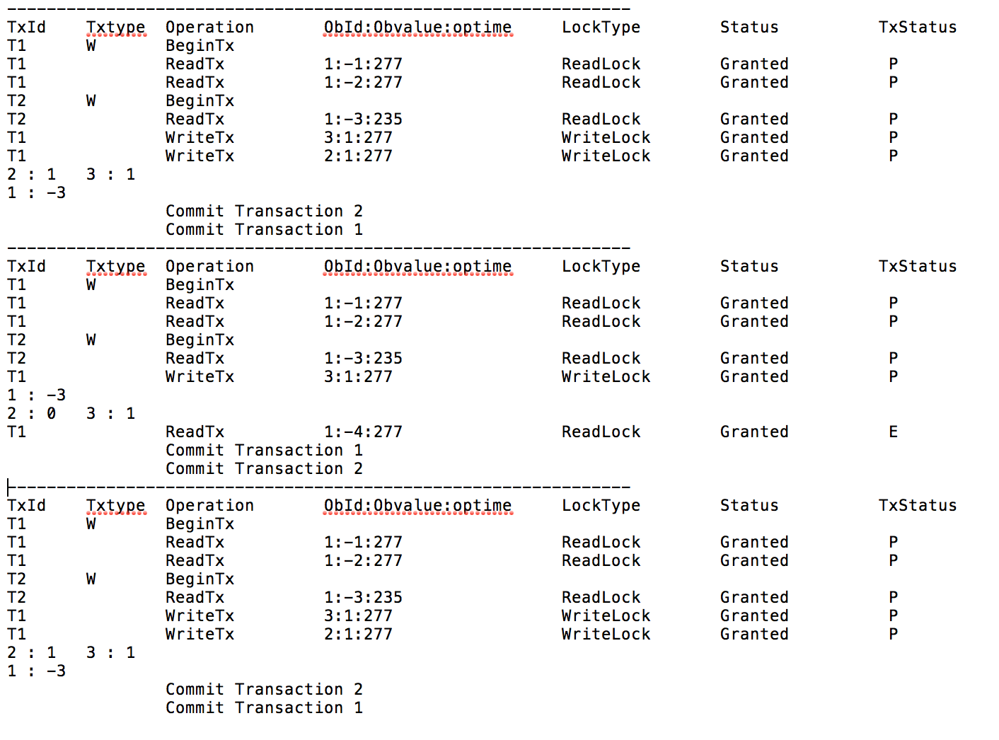 ---------------------------------------------------------------
TxId    Txtype  Operation       ObId:Obvalue:optime     LockType        Status          TxStatus
T1      W       BeginTx
T1              ReadTx          1:-1:277                ReadLock        Granted          P
T1              ReadTx          1:-2:277                ReadLock        Granted          P
T2      W       BeginTx
T2              ReadTx          1:-3:235                ReadLock        Granted          P
T1              WriteTx         3:1:277                 WriteLock       Granted          P
T1              WriteTx         2:1:277                 WriteLock       Granted          P
2 : 1   3 : 1
1 : -3
                Commit Transaction 2
                Commit Transaction 1
---------------------------------------------------------------
TxId    Txtype  Operation       ObId:Obvalue:optime     LockType        Status          TxStatus
T1      W       BeginTx
T1              ReadTx          1:-1:277                ReadLock        Granted          P
T1              ReadTx          1:-2:277                ReadLock        Granted          P
T2      W       BeginTx
T2              ReadTx          1:-3:235                ReadLock        Granted          P
T1              WriteTx         3:1:277                 WriteLock       Granted          P
1 : -3
2 : 0   3 : 1
T1              ReadTx          1:-4:277                ReadLock        Granted          E
                Commit Transaction 1
                Commit Transaction 2
---------------------------------------------------------------
TxId    Txtype  Operation       ObId:Obvalue:optime     LockType        Status          TxStatus
T1      W       BeginTx
T1              ReadTx          1:-1:277                ReadLock        Granted          P
T1              ReadTx          1:-2:277                ReadLock        Granted          P
T2      W       BeginTx
T2              ReadTx          1:-3:235                ReadLock        Granted          P
T1              WriteTx         3:1:277                 WriteLock       Granted          P
T1              WriteTx         2:1:277                 WriteLock       Granted          P
2 : 1   3 : 1
1 : -3
                Commit Transaction 2
                Commit Transaction 1